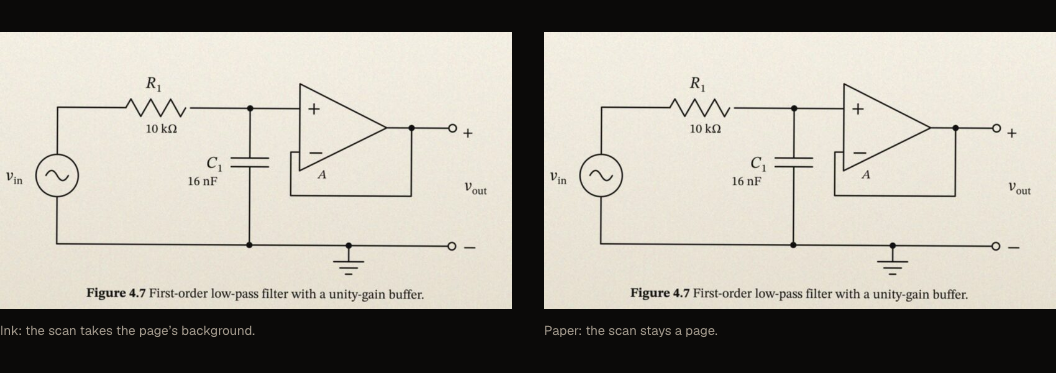 R1
10 kΩ
+
−
A
C1
16 nF
vin
+
vout
−
Figure 4.7 First-order low-pass filter with a unity-gain buffer.
Ink: the scan takes the page's background.
R1
10 kΩ
+
−
A
C1
16 nF
vin
+
vout
−
Figure 4.7 First-order low-pass filter with a unity-gain buffer.
Paper: the scan stays a page.